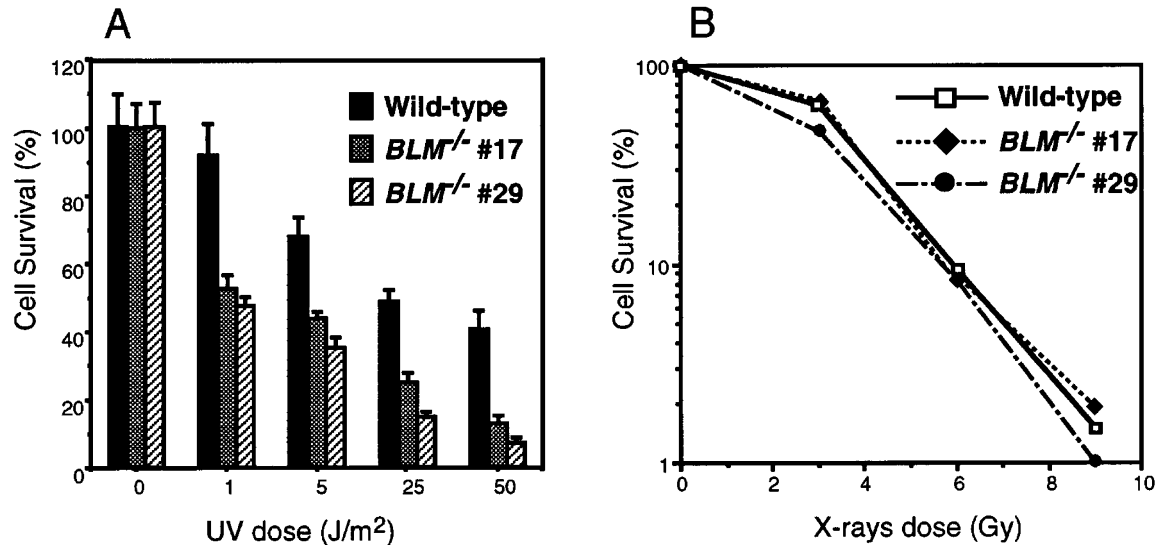 A
Cell Survival (%)
120
100
80
60
40
20
0
Wild-type
BLM-/- #17
BLM-/- #29
0 1 5 25 50
UV dose (J/m²)
B
Cell Survival (%)
100
10
1
Wild-type
BLM-/- #17
BLM-/- #29
0 2 4 6 8 10
X-rays dose (Gy)